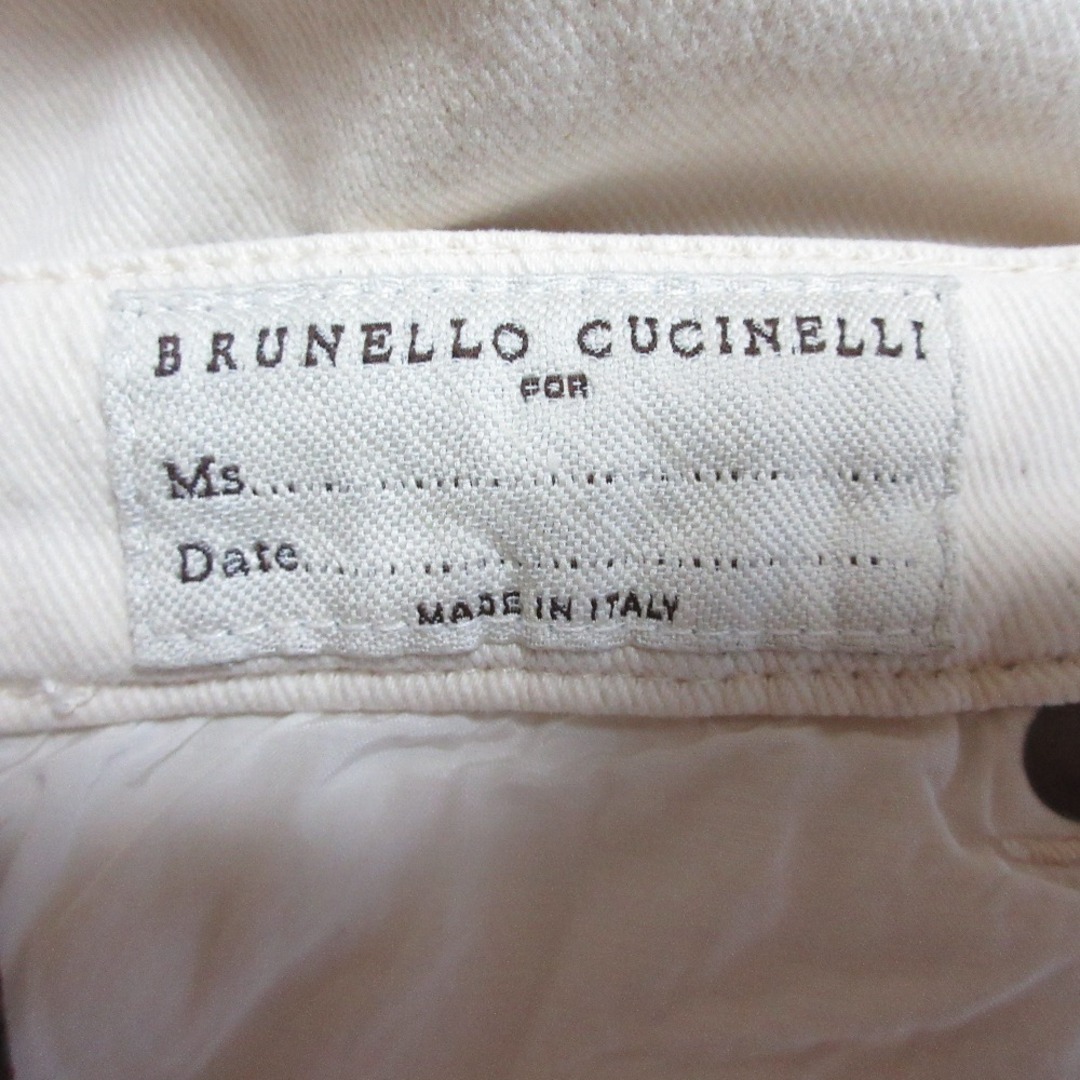 BRUNELLO CUCINELLI
FOR
Ms..............................
Date..............................
MADE IN ITALY